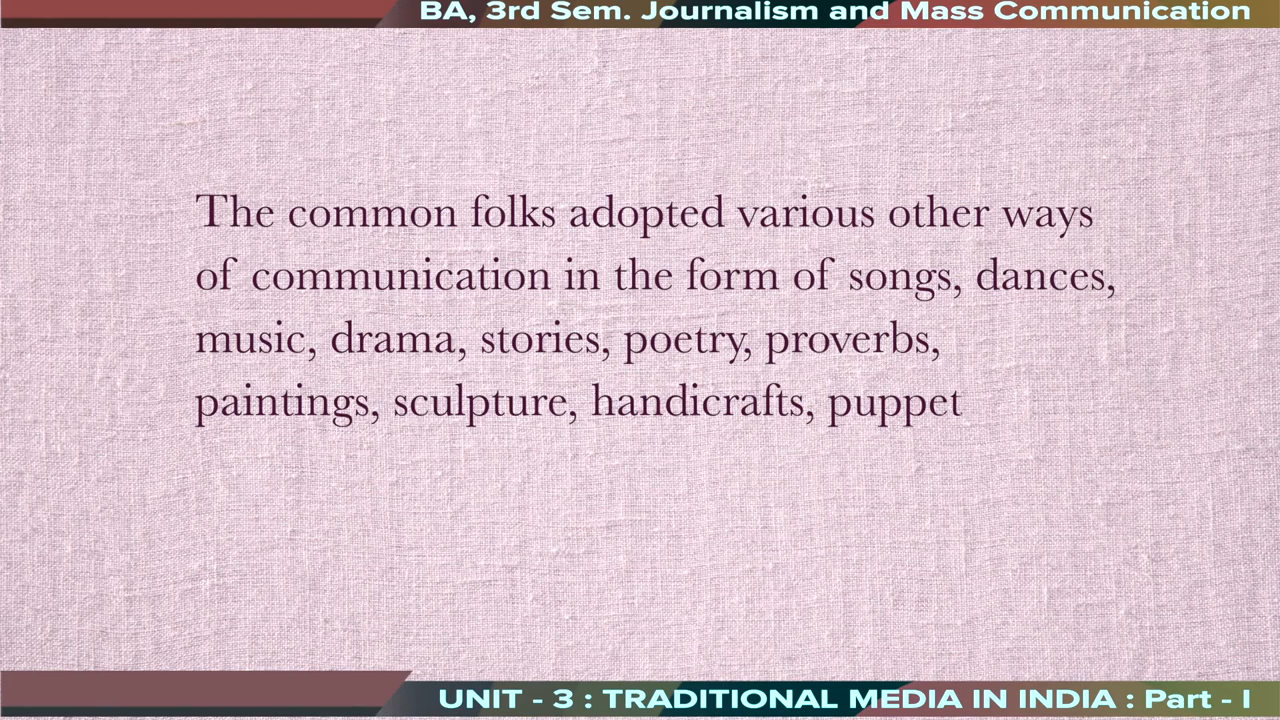 BA, 3rd Sem. Journalism and Mass Communication
The common folks adopted various other ways
of communication in the form of songs, dances,
music, drama, stories, poetry, proverbs,
paintings, sculpture, handicrafts, puppet
UNIT - 3 : TRADITIONAL MEDIA IN INDIA : Part - I